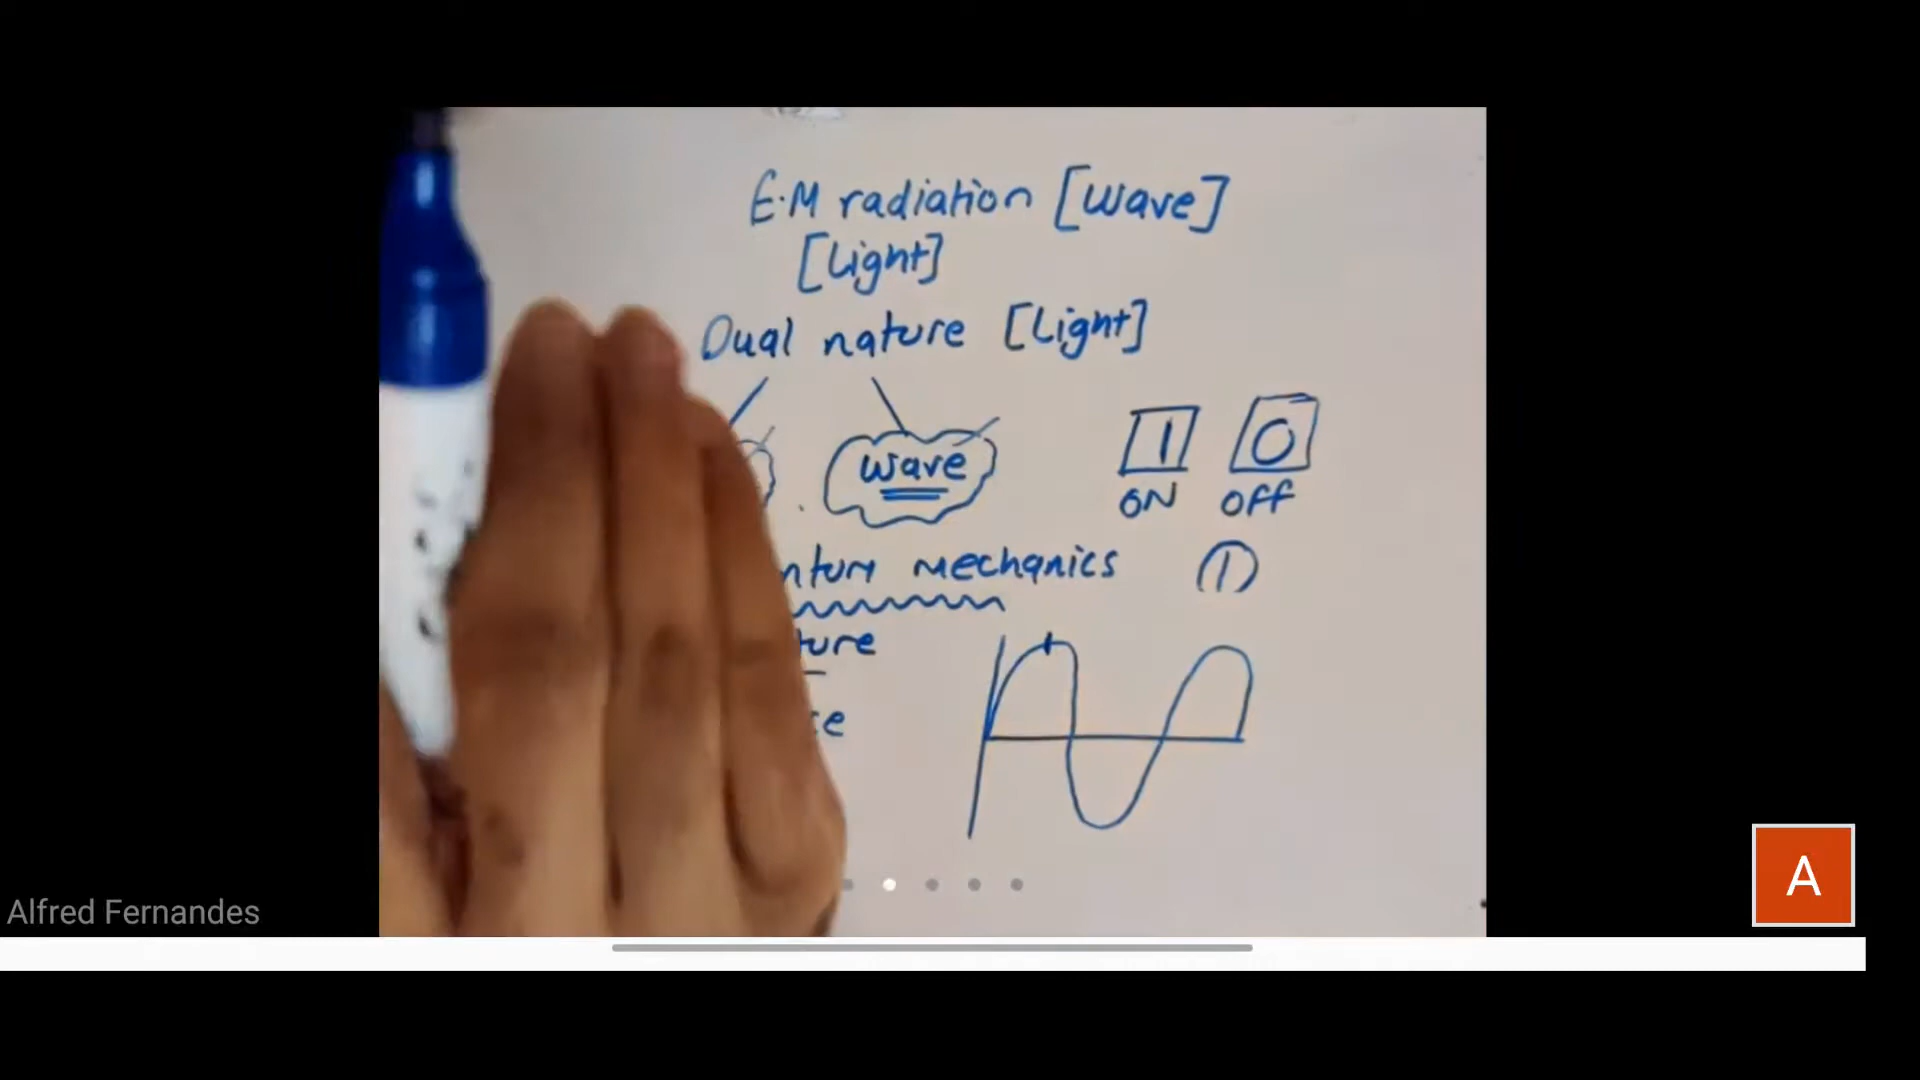 E.M radiation [wave]
[Light]
Dual nature [Light]
wave
1 0
ON OFF
mechanics 1
Alfred Fernandes
A